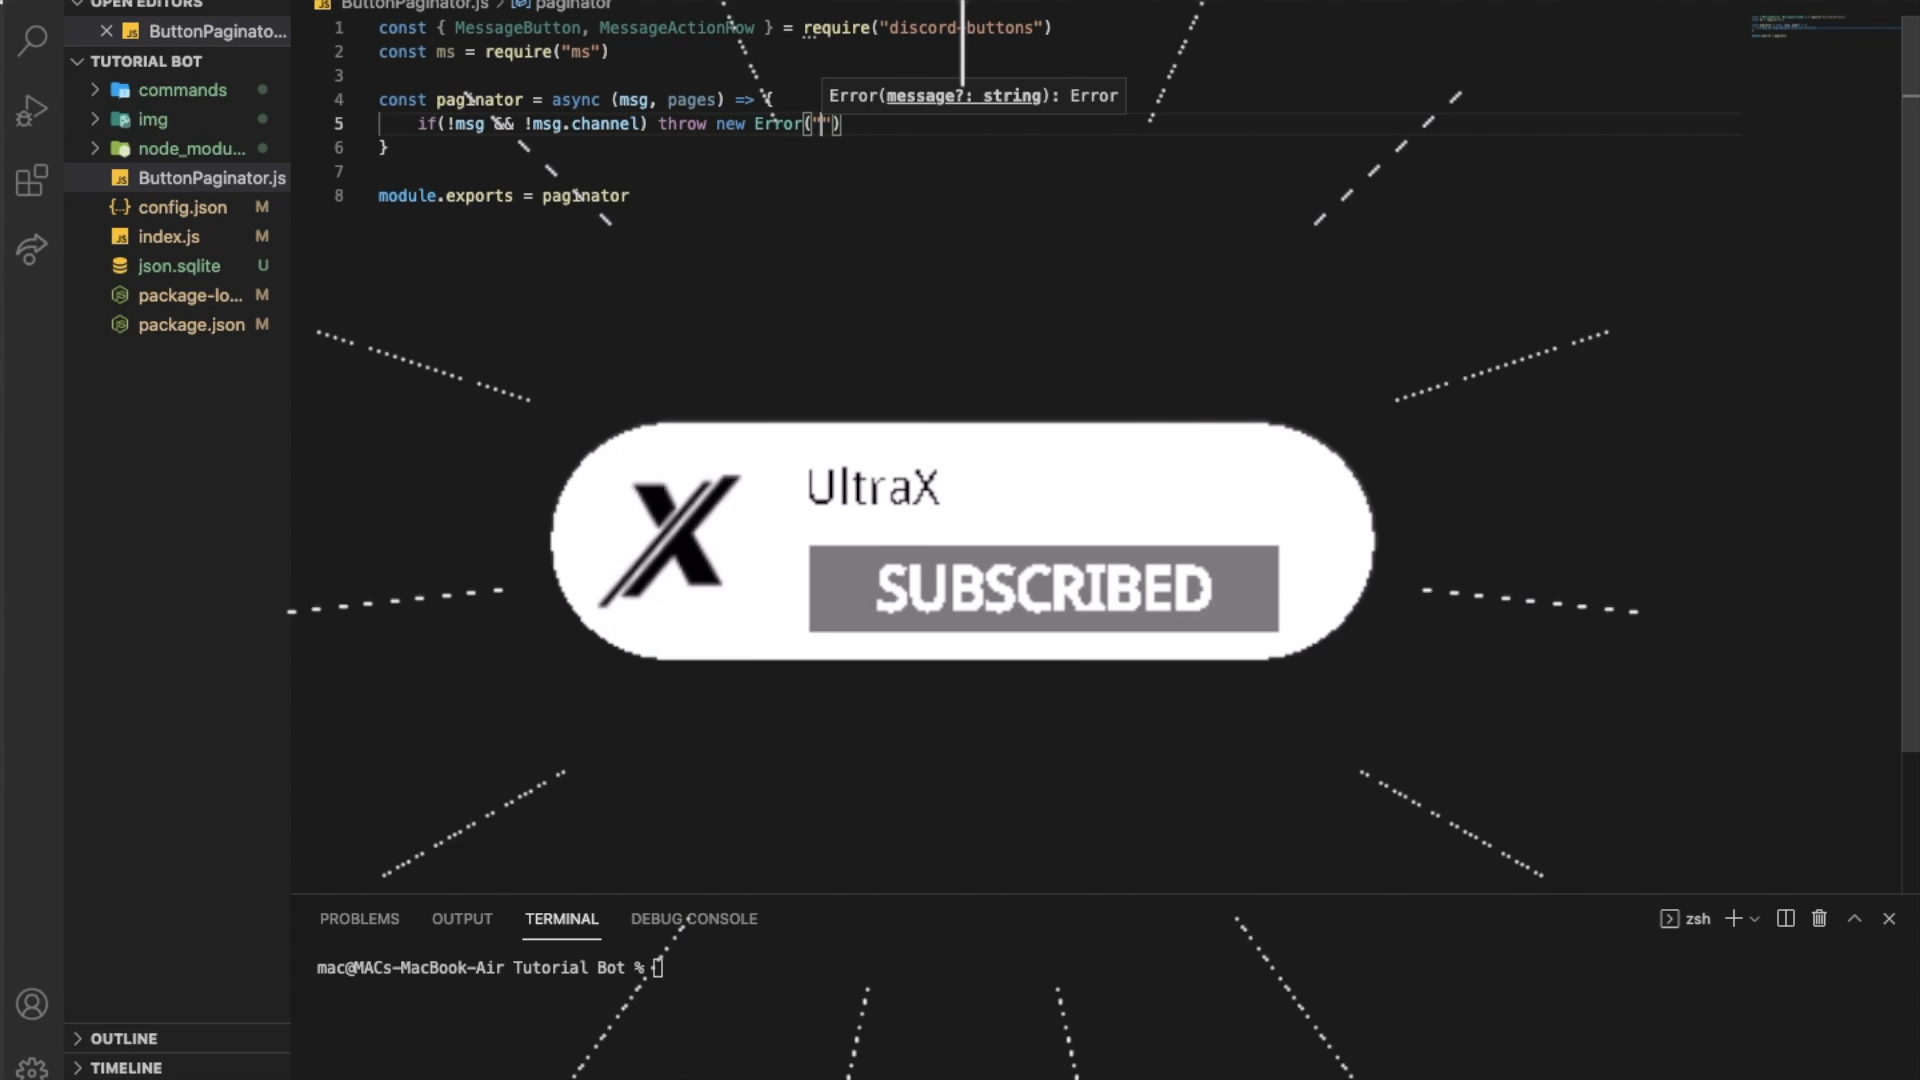 OPEN EDITORS
ButtonPaginato...
TUTORIAL BOT
commands
img
node_modu...
ButtonPaginator.js
config.json M
index.js M
json.sqlite U
package-lo... M
package.json M
OUTLINE
TIMELINE
ButtonPaginator.js > paginator
1 const { MessageButton, MessageActionRow } = require("discord-buttons")
2 const ms = require("ms")
3
4 const paginator = async (msg, pages) => {
Error(message?: string): Error
5 if(!msg && !msg.channel) throw new Error("")
6 }
7
8 module.exports = paginator
UltraX
SUBSCRIBED
PROBLEMS OUTPUT TERMINAL DEBUG CONSOLE
zsh
mac@MACs-MacBook-Air Tutorial Bot %